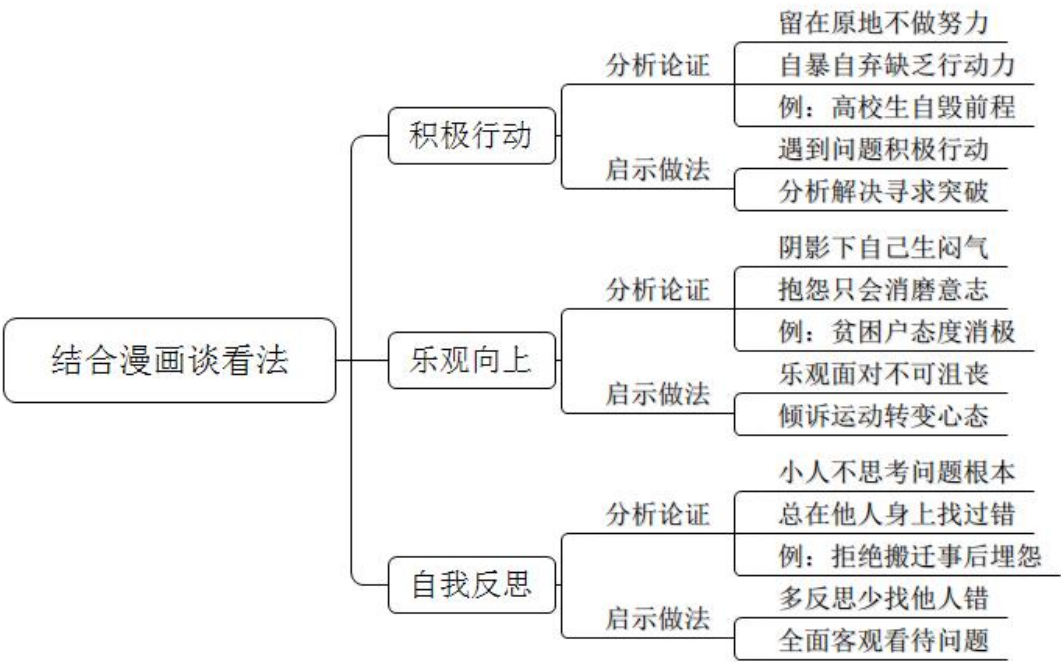 结合漫画谈看法
积极行动
分析论证
留在原地不做努力
自暴自弃缺乏行动力
例：高校生自毁前程
启示做法
遇到问题积极行动
分析解决寻求突破
乐观向上
分析论证
阴影下自己生闷气
抱怨只会消磨意志
例：贫困户态度消极
启示做法
乐观面对不可沮丧
倾诉运动转变心态
自我反思
分析论证
小人不思考问题根本
总在他人身上找过错
例：拒绝搬迁事后埋怨
启示做法
多反思少找他人错
全面客观看待问题